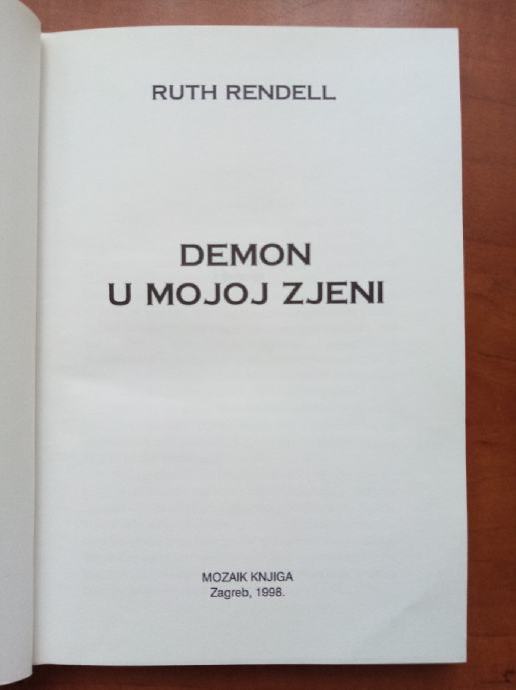 RUTH RENDELL
DEMON
U MOJOJ ZJENI
MOZAIK KNJIGA
Zagreb, 1998.